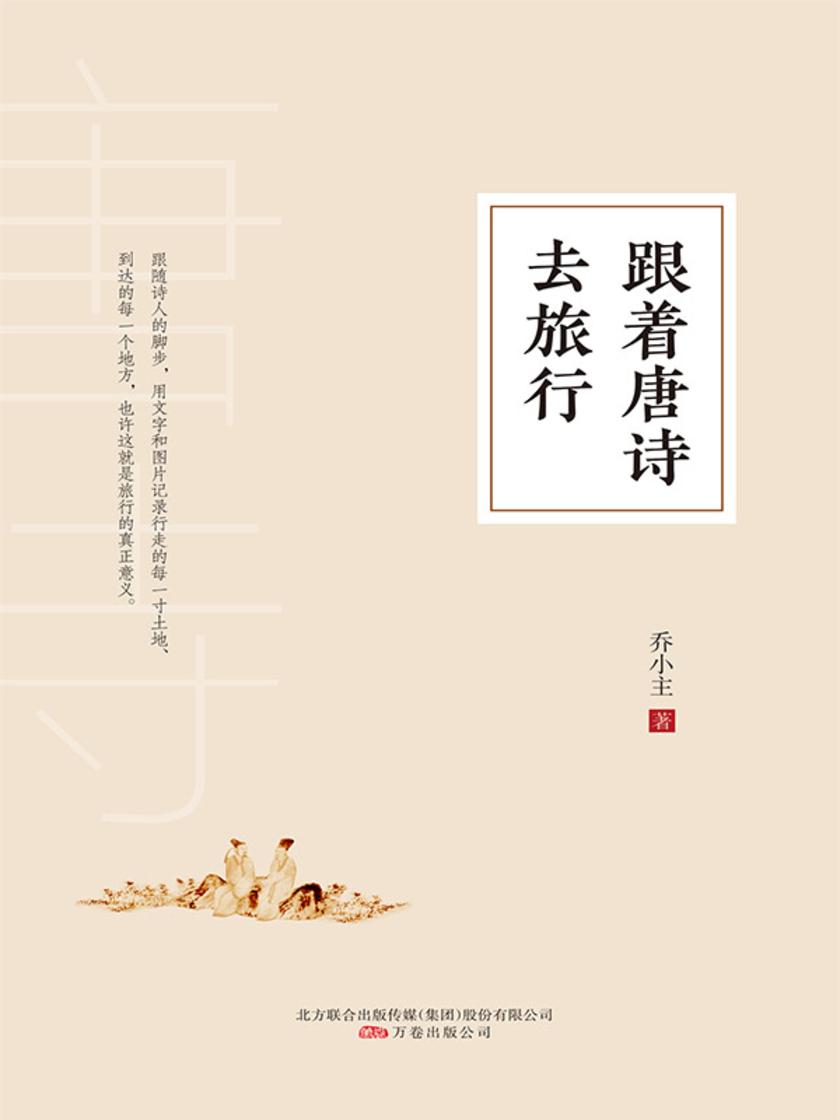 跟着唐诗
去旅行
乔小主
著
跟随诗人的脚步，用文字和图片记录行走的每一寸土地、
到达的每一个地方，也许这就是旅行的真正意义。
北方联合出版传媒(集团)股份有限公司
万卷出版公司